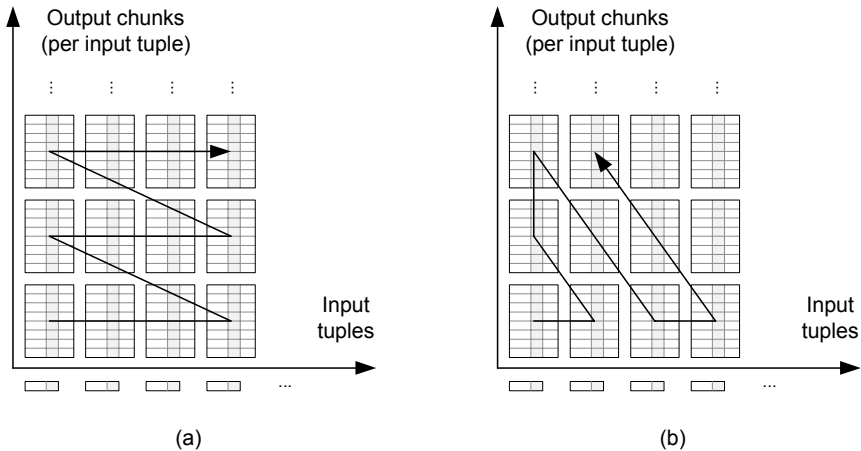 Output chunks
(per input tuple)
⋮ ⋮ ⋮ ⋮
Input
tuples
...
(a)
Output chunks
(per input tuple)
⋮ ⋮ ⋮ ⋮
Input
tuples
...
(b)